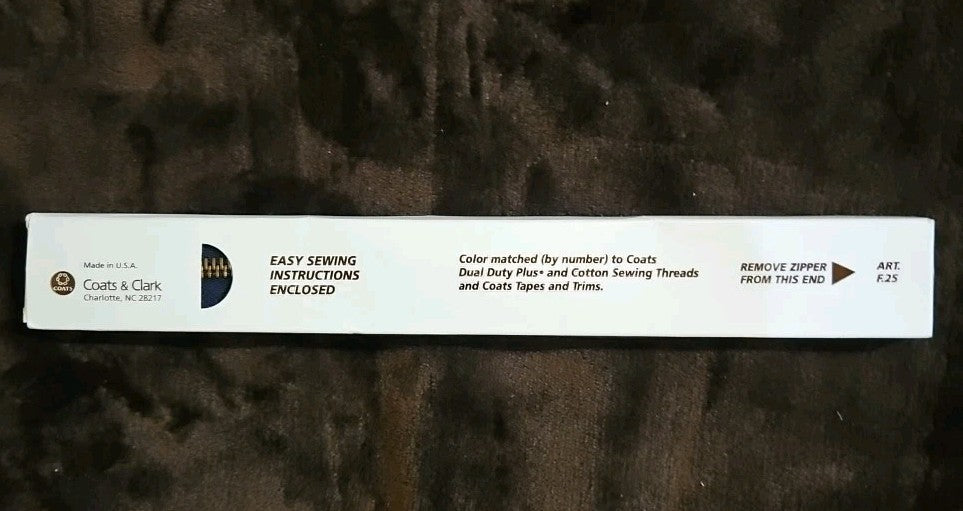 Made in U.S.A.
COATS
Coats & Clark
Charlotte, NC 28217
EASY SEWING
INSTRUCTIONS
ENCLOSED
Color matched (by number) to Coats
Dual Duty Plus® and Cotton Sewing Threads
and Coats Tapes and Trims.
REMOVE ZIPPER
FROM THIS END
ART.
F.25